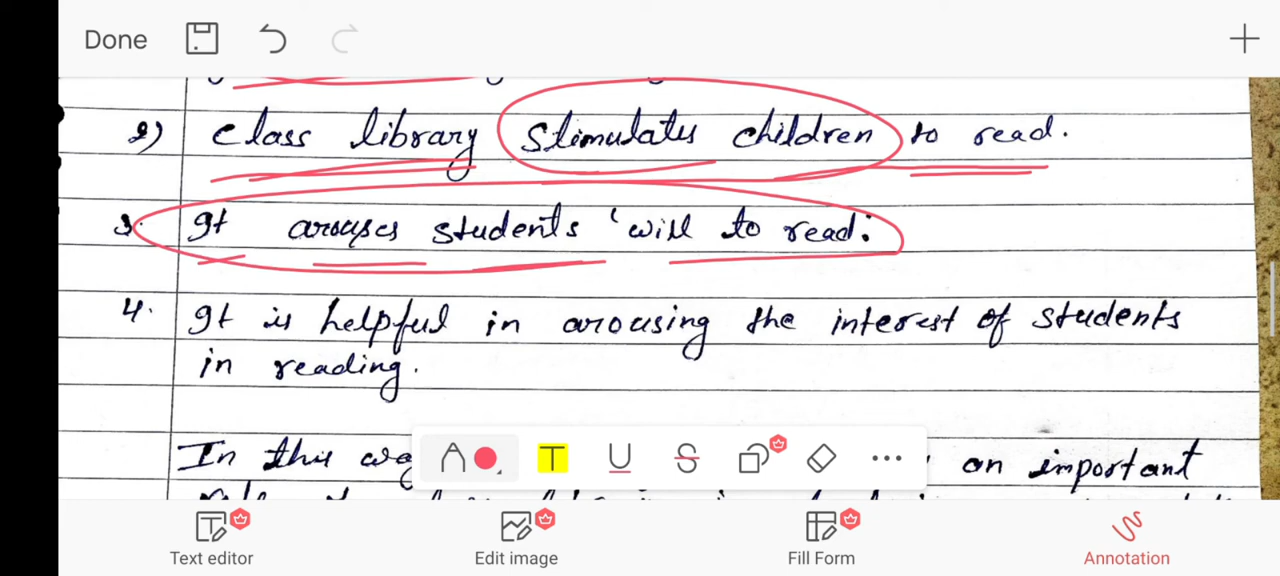 Done
2) Class library stimulates children to read.
3. It arouses students 'will to read.
4. It is helpful in arousing the interest of students
in reading.
In this on important
Text editor Edit image Fill Form Annotation